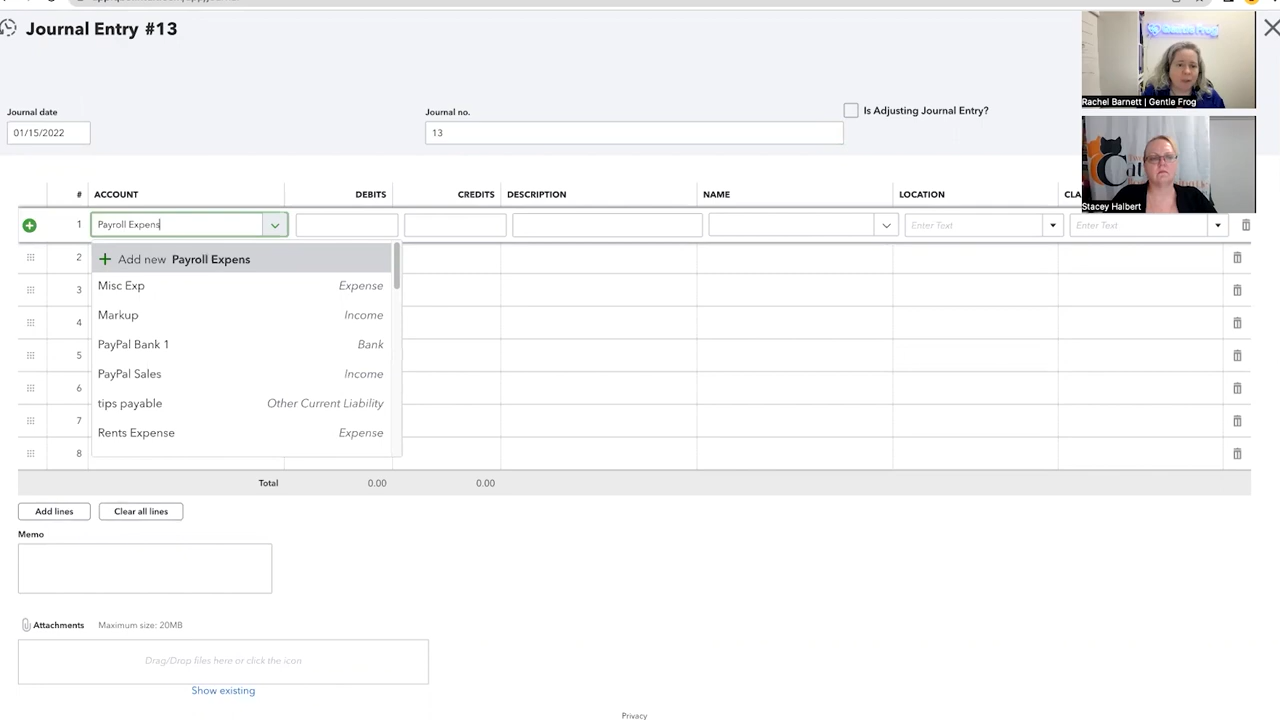 Journal Entry #13
Journal date
Journal no.
Is Adjusting Journal Entry?
01/15/2022
13
Gentle Frog
Rachel Barnett | Gentle Frog
Stacey Halbert
# ACCOUNT DEBITS CREDITS DESCRIPTION NAME LOCATION CLA
1 Payroll Expens Enter Text Enter Text
2 Add new Payroll Expens
Misc Exp Expense
3
Markup Income
4
PayPal Bank 1 Bank
5
PayPal Sales Income
6
tips payable Other Current Liability
7
Rents Expense Expense
8
Total 0.00 0.00
Add lines Clear all lines
Memo
Attachments Maximum size: 20MB
Drag/Drop files here or click the icon
Show existing
Privacy